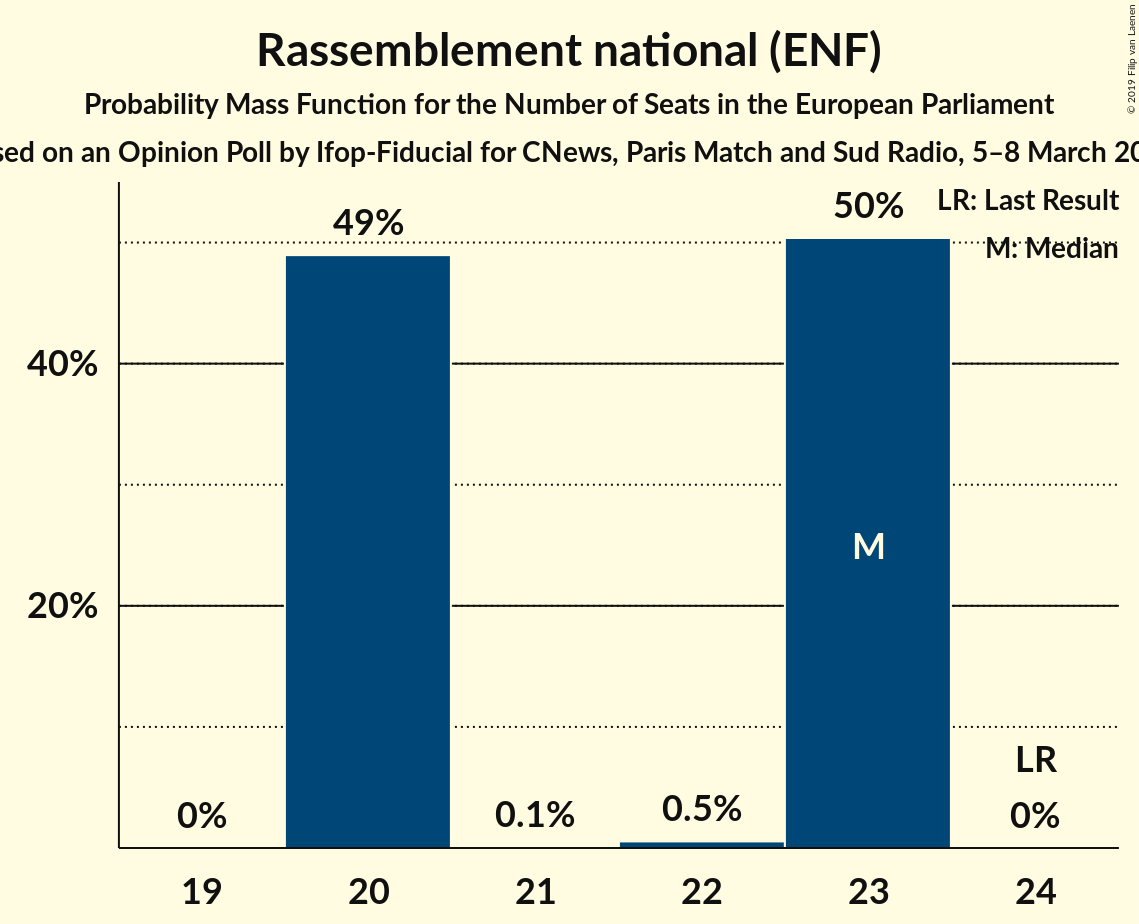 Rassemblement national (ENF)
Probability Mass Function for the Number of Seats in the European Parliament
on an Opinion Poll by Ifop-Fiducial for CNews, Paris Match and Sud Radio, 5–8 March
© 2019 Filip van Laenen
LR: Last Result
M: Median
49%
50%
40%
20%
M
LR
0%
0.1%
0.5%
0%
19 20 21 22 23 24